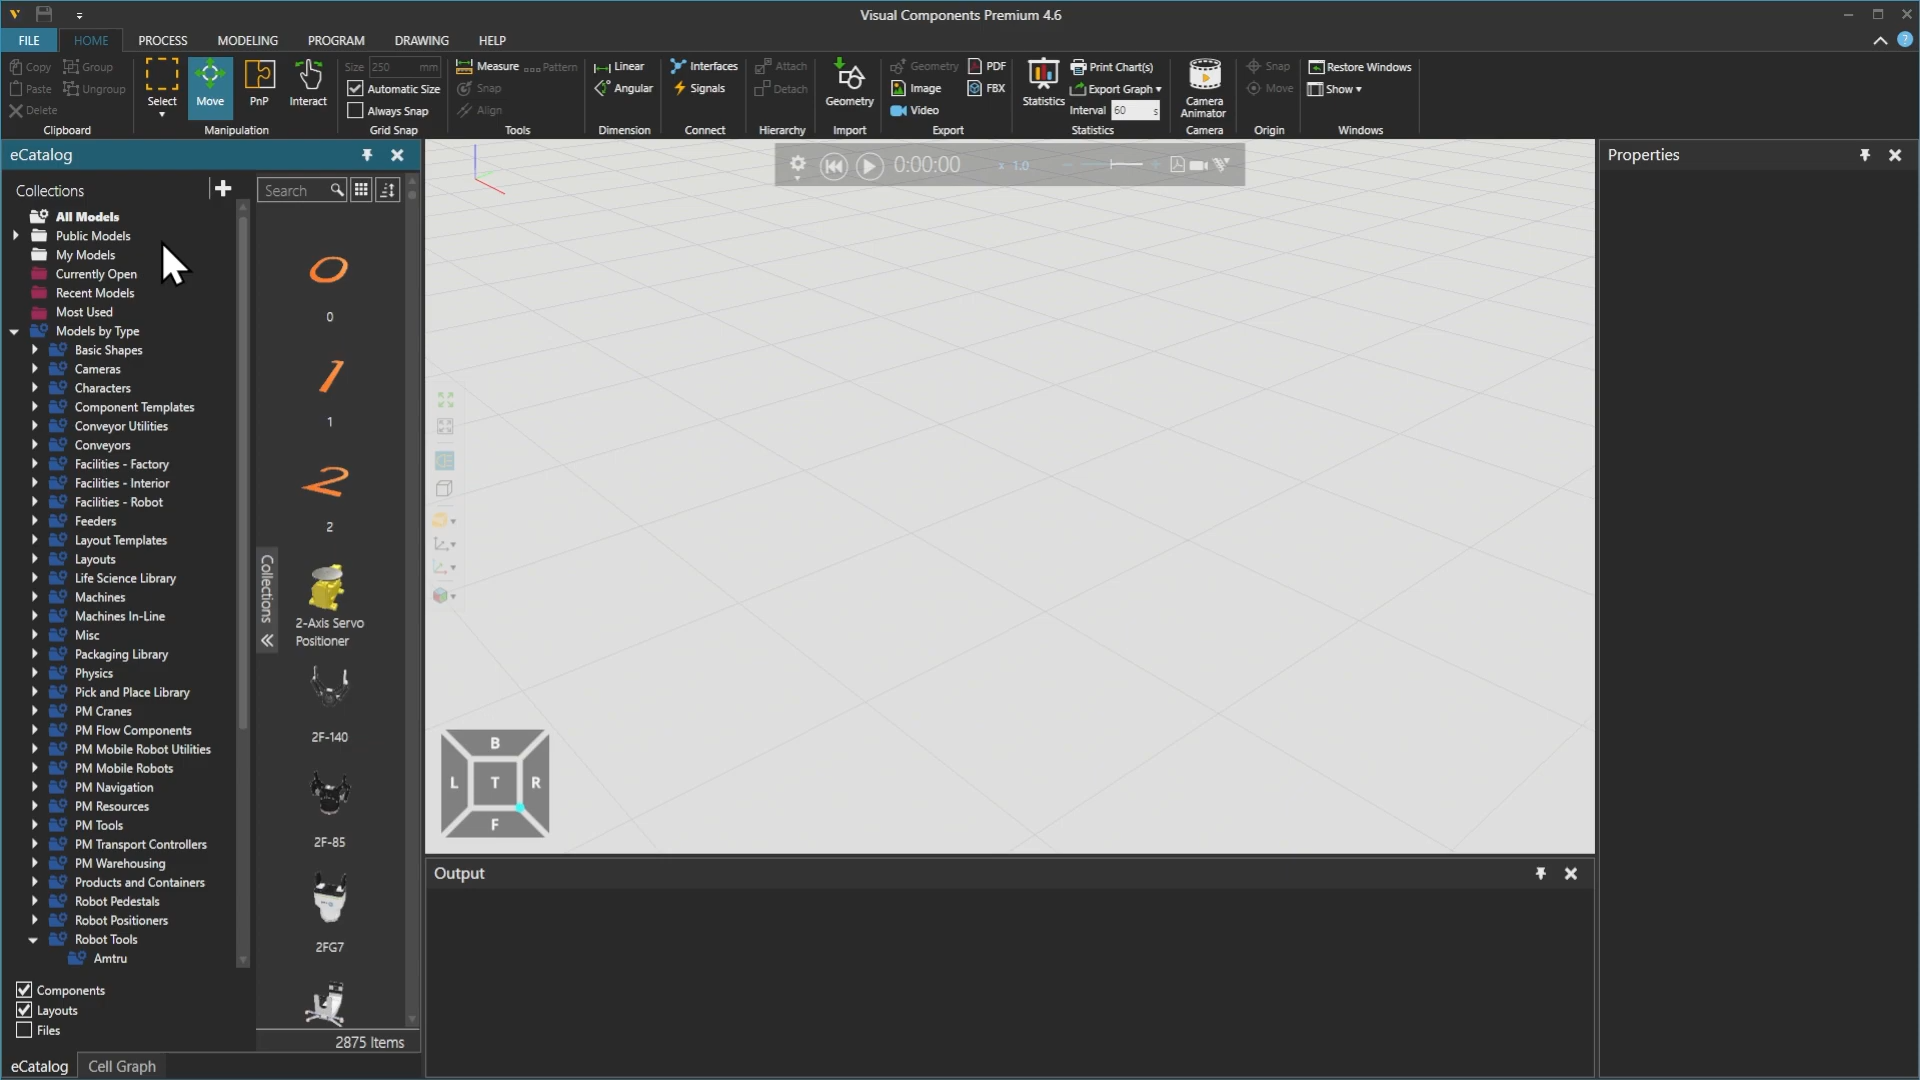 Visual Components Premium 4.6
FILE HOME PROCESS MODELING PROGRAM DRAWING HELP
Copy Group
Paste Ungroup
Delete
Clipboard
Select Move PnP Interact
Manipulation
Size 250 mm
Automatic Size
Always Snap
Grid Snap
Measure Pattern
Snap
Align
Tools
Linear
Angular
Dimension
Interfaces
Signals
Connect
Attach
Detach
Hierarchy
Geometry
Import
Geometry PDF
Image FBX
Video
Export
Statistics
Print Chart(s)
Export Graph
Interval 60 s
Statistics
Camera
Animator
Camera
Snap
Move
Origin
Restore Windows
Show
Windows
eCatalog
Collections
All Models
Public Models
My Models
Currently Open
Recent Models
Most Used
Models by Type
Basic Shapes
Cameras
Characters
Component Templates
Conveyor Utilities
Conveyors
Facilities - Factory
Facilities - Interior
Facilities - Robot
Feeders
Layout Templates
Layouts
Life Science Library
Machines
Machines In-Line
Misc
Packaging Library
Physics
Pick and Place Library
PM Cranes
PM Flow Components
PM Mobile Robot Utilities
PM Mobile Robots
PM Navigation
PM Resources
PM Tools
PM Transport Controllers
PM Warehousing
Products and Containers
Robot Pedestals
Robot Positioners
Robot Tools
Amtru
Components
Layouts
Files
eCatalog Cell Graph
Search
Collections
0
0
1
1
2
2
2-Axis Servo
Positioner
2F-140
2F-85
2FG7
2875 Items
0:00:00 x 1.0
B
L T R
F
Output
Properties